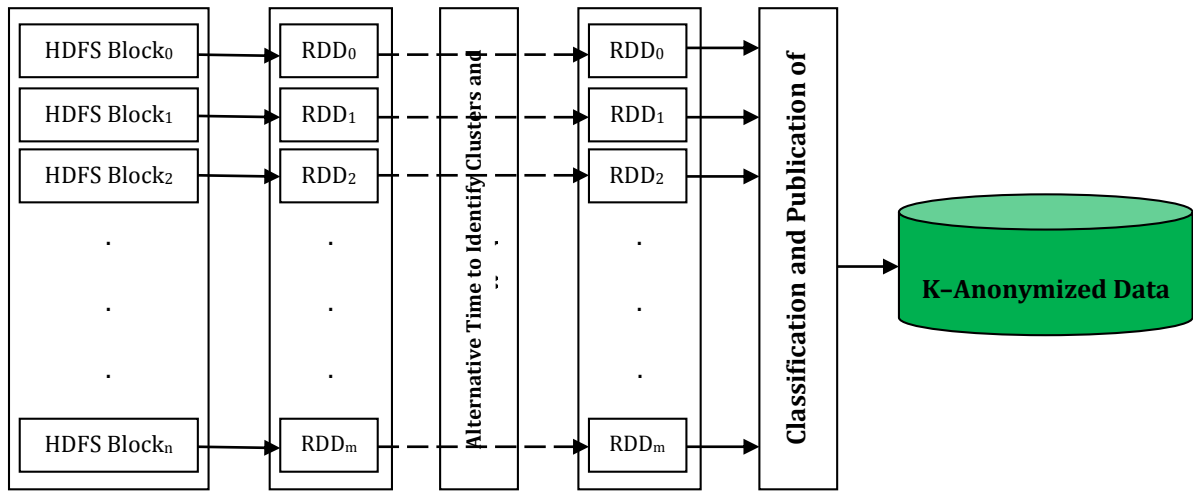 HDFS Block₀
RDD₀
RDD₀
HDFS Block₁
RDD₁
RDD₁
HDFS Block₂
RDD₂
RDD₂
. . . .
. . .
. . .
HDFS Blockₙ
RDDₘ
RDDₘ
Alternative Time to Identify Clusters and
Classification and Publication of
K–Anonymized Data